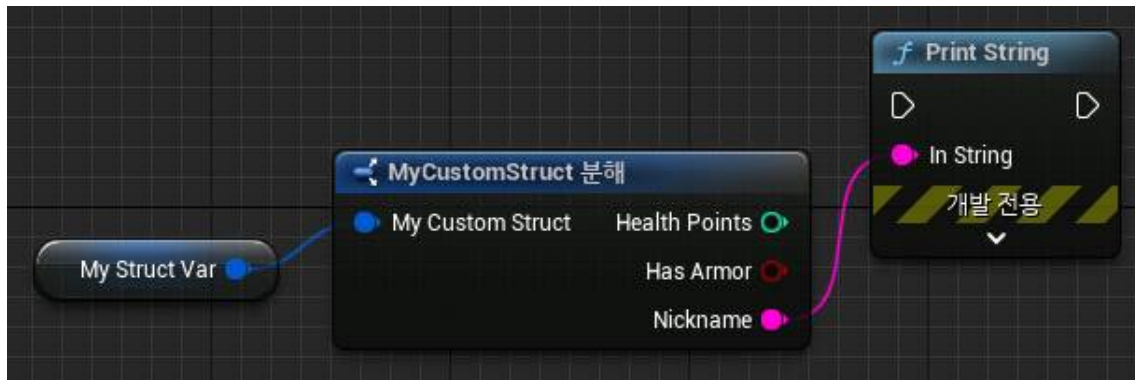 Print String
In String
개발 전용
MyCustomStruct 분해
My Custom Struct Health Points
Has Armor
Nickname
My Struct Var